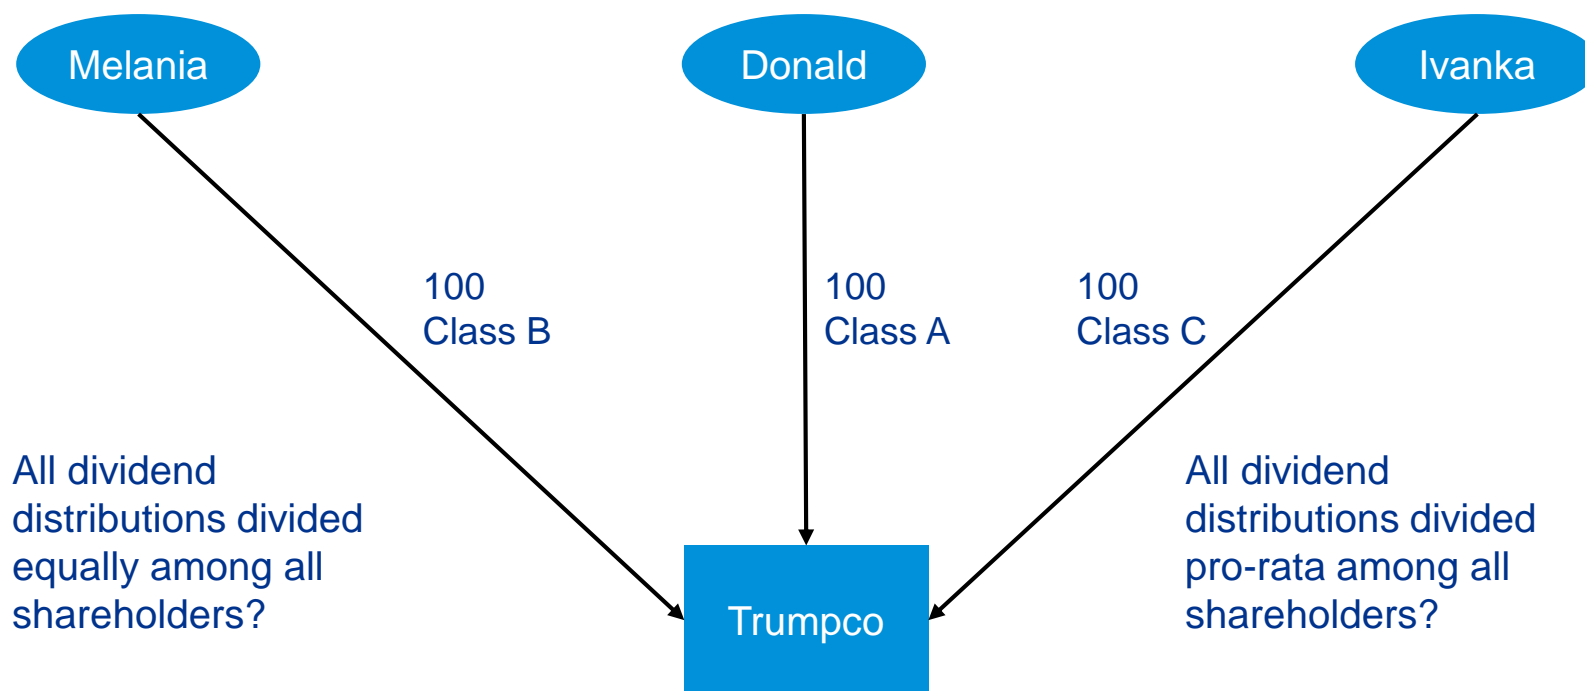 Melania
Donald
Ivanka
100
Class B
100
Class A
100
Class C
All dividend
distributions divided
equally among all
shareholders?
All dividend
distributions divided
pro-rata among all
shareholders?
Trumpco